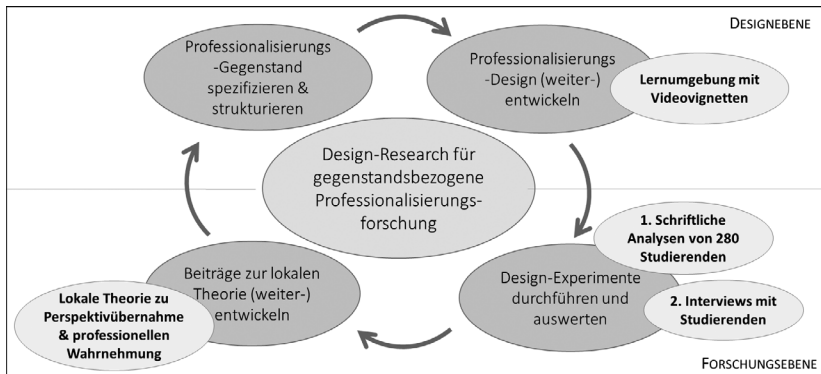 DESIGNEBENE
Professionalisierungs
-Gegenstand
spezifizieren &
strukturieren
Professionalisierungs
-Design (weiter-)
entwickeln
Lernumgebung mit
Videovignetten
Design-Research für
gegenstandsbezogene
Professionalisierungs-
forschung
1. Schriftliche
Analysen von 280
Studierenden
Design-Experimente
durchführen und
auswerten
2. Interviews mit
Studierenden
Beiträge zur lokalen
Theorie (weiter-)
entwickeln
Lokale Theorie zu
Perspektivübernahme
& professionellen
Wahrnehmung
FORSCHUNGSEBENE